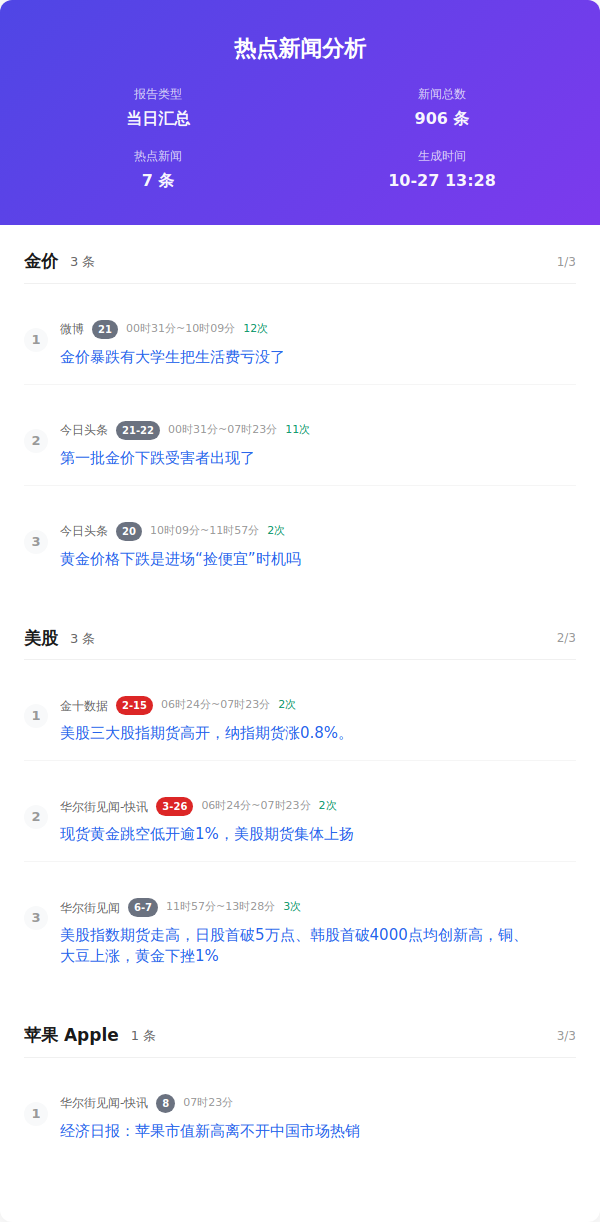 热点新闻分析
报告类型
新闻总数
当日汇总
906 条
热点新闻
生成时间
7 条
10-27 13:28
金价 3 条 1/3
1
微博 21 00时31分~10时09分 12次
金价暴跌有大学生把生活费亏没了
2
今日头条 21-22 00时31分~07时23分 11次
第一批金价下跌受害者出现了
3
今日头条 20 10时09分~11时57分 2次
黄金价格下跌是进场“捡便宜”时机吗
美股 3 条 2/3
1
金十数据 2-15 06时24分~07时23分 2次
美股三大股指期货高开，纳指期货涨0.8%。
2
华尔街见闻-快讯 3-26 06时24分~07时23分 2次
现货黄金跳空低开逾1%，美股期货集体上扬
3
华尔街见闻 6-7 11时57分~13时28分 3次
美股指数期货走高，日股首破5万点、韩股首破4000点均创新高，铜、
大豆上涨，黄金下挫1%
苹果 Apple 1 条 3/3
1
华尔街见闻-快讯 8 07时23分
经济日报：苹果市值新高离不开中国市场热销